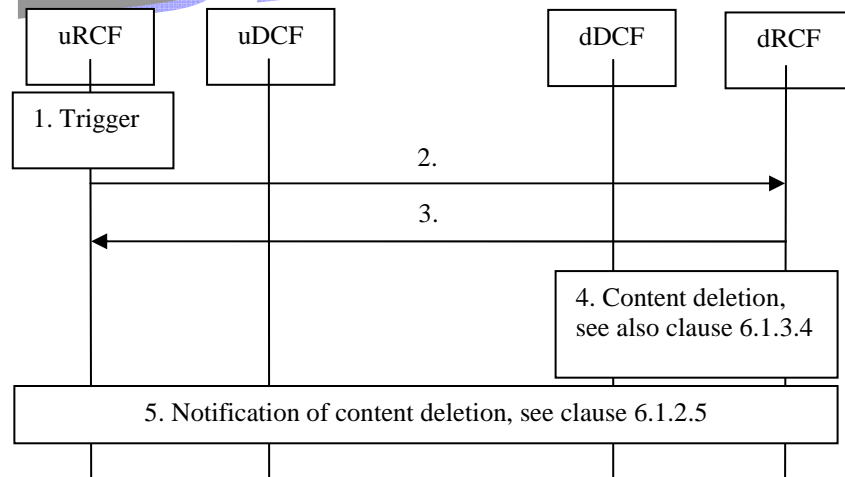 uRCF
uDCF
dDCF
dRCF
1. Trigger
2.
3.
4. Content deletion,
see also clause 6.1.3.4
5. Notification of content deletion, see clause 6.1.2.5